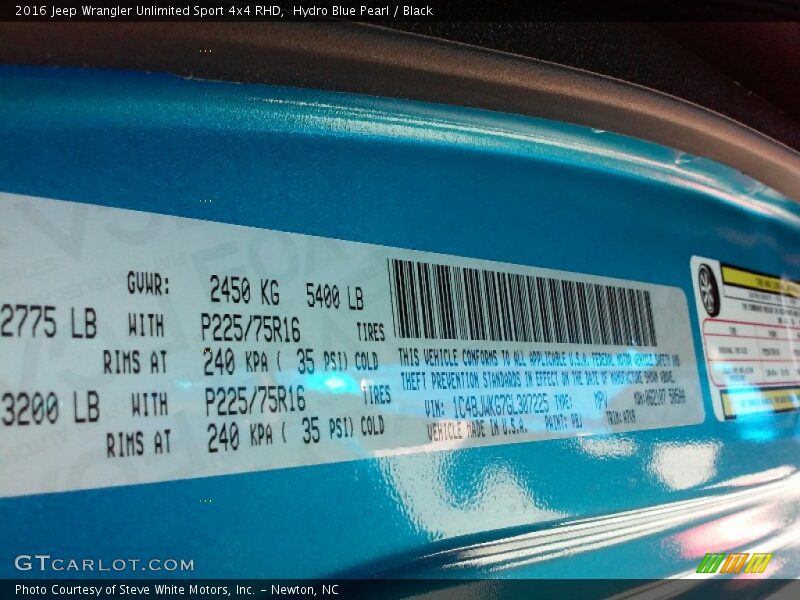 2016 Jeep Wrangler Unlimited Sport 4x4 RHD, Hydro Blue Pearl / Black
GVWR: 2450 KG 5400 LB
2775 LB WITH P225/75R16 TIRES
RIMS AT 240 KPA ( 35 PSI) COLD
3200 LB WITH P225/75R16 TIRES
RIMS AT 240 KPA ( 35 PSI) COLD
THIS VEHICLE CONFORMS TO ALL APPLICABLE U.S.A. FEDERAL MOTOR VEHICLE SAFETY AND
THEFT PREVENTION STANDARDS IN EFFECT ON THE DATE OF MANUFACTURE SHOWN ABOVE.
VIN: 1C4BJWKG7GL307225 TYPE: MPV
VEHICLE MADE IN U.S.A. PAINT: PBJ TRIM:
GTCARLOT.COM
Photo Courtesy of Steve White Motors, Inc. – Newton, NC